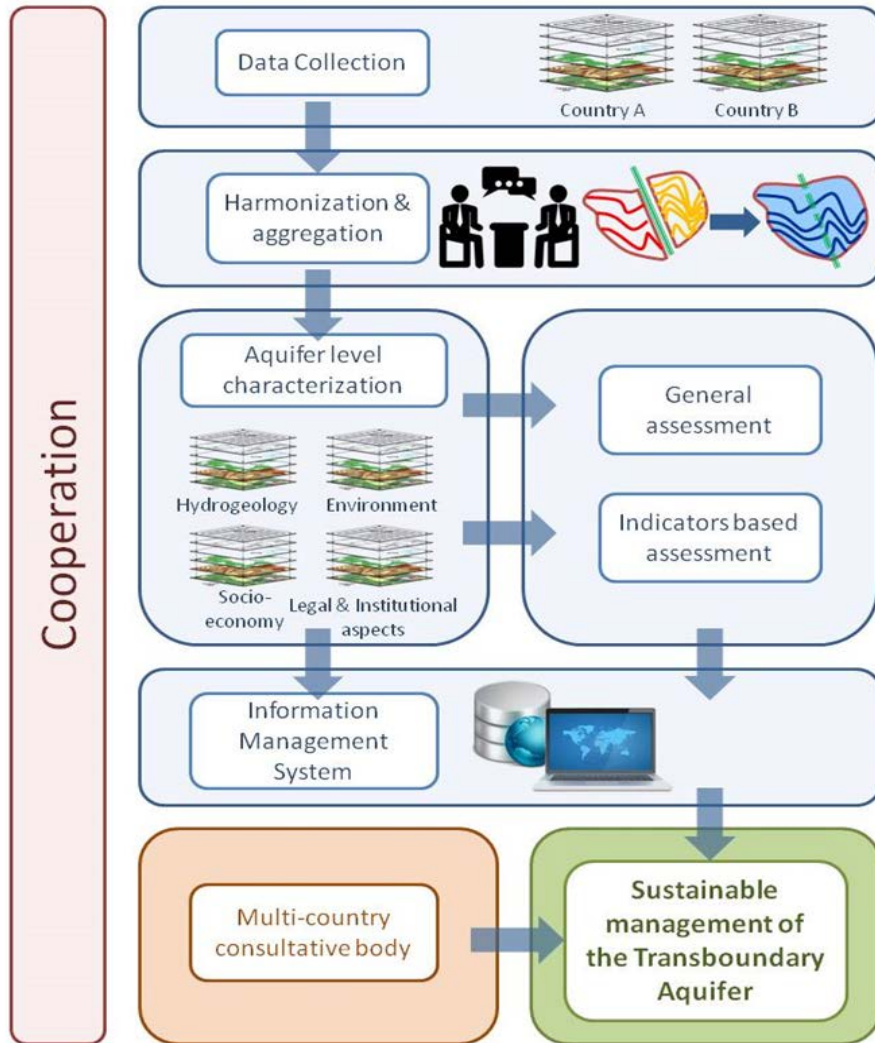 Cooperation
Data Collection
Country A
Country B
Harmonization &
aggregation
Aquifer level
characterization
Hydrogeology
Environment
Socio-
economy
Legal & Institutional
aspects
General
assessment
Indicators based
assessment
Information
Management
System
Multi-country
consultative body
Sustainable
management of
the Transboundary
Aquifer